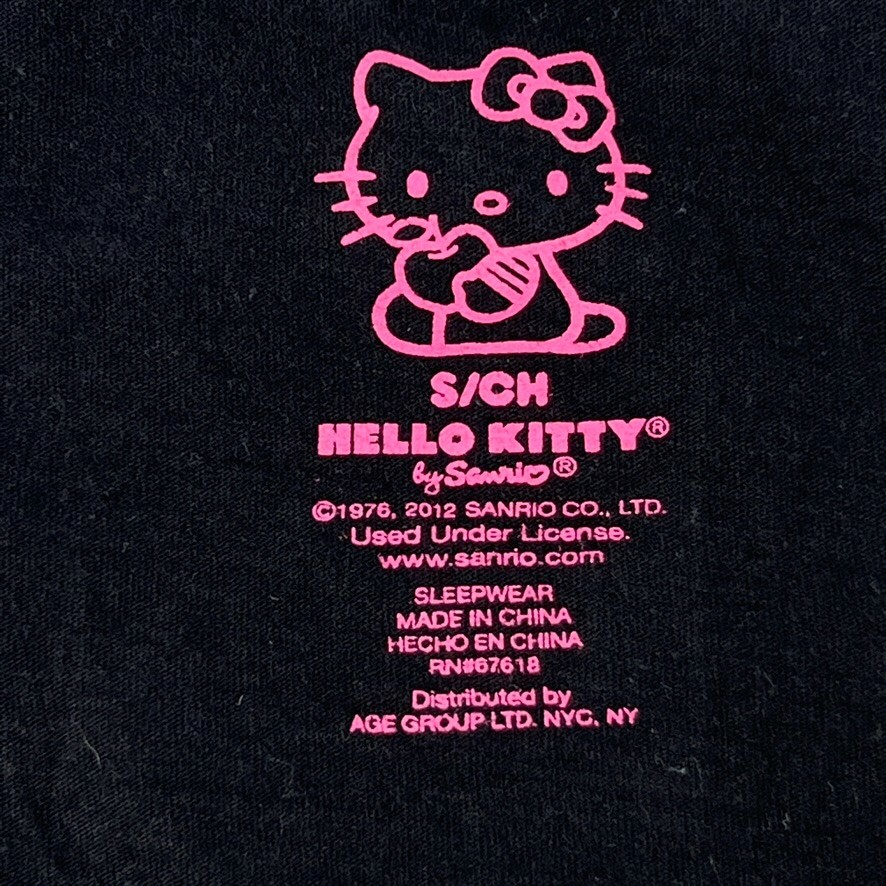 S/CH
HELLO KITTY®
by Sanrio®
©1976, 2012 SANRIO CO., LTD.
Used Under License.
www.sanrio.com
SLEEPWEAR
MADE IN CHINA
HECHO EN CHINA
RN#67618
Distributed by
AGE GROUP LTD. NYC, NY